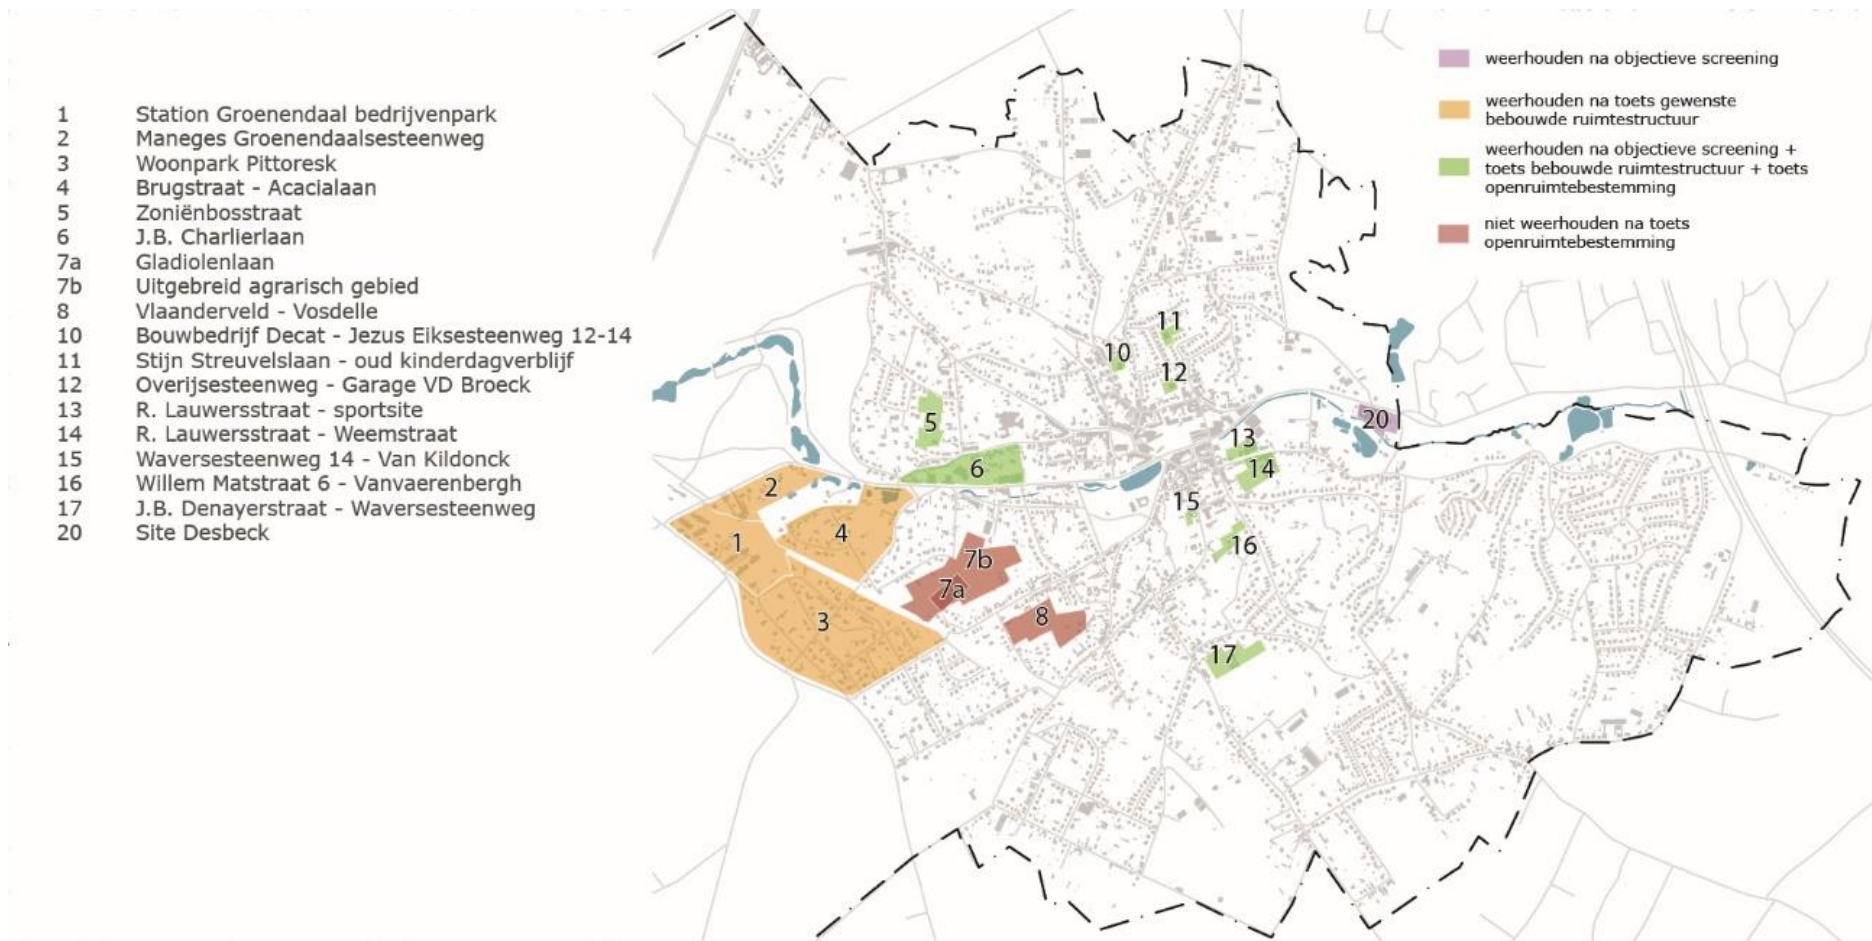 1 Station Groenendaal bedrijvenpark
2 Maneges Groenendaalsesteenweg
3 Woonpark Pittoresk
4 Brugstraat - Acacialaan
5 Zoniënbosstraat
6 J.B. Charlierlaan
7a Gladiolenlaan
7b Uitgebreid agrarisch gebied
8 Vlaanderveld - Vosdelle
10 Bouwbedrijf Decat - Jezus Eiksesteenweg 12-14
11 Stijn Streuvelslaan - oud kinderdagverblijf
12 Overijsesteenweg - Garage VD Broeck
13 R. Lauwersstraat - sportsite
14 R. Lauwersstraat - Weemstraat
15 Waversesteenweg 14 - Van Kildonck
16 Willem Matstraat 6 - Vanvaerenbergh
17 J.B. Denayerstraat - Waversesteenweg
20 Site Desbeck
weerhouden na objectieve screening
weerhouden na toets gewenste
bebouwde ruimtestructuur
weerhouden na objectieve screening +
toets bebouwde ruimtestructuur + toets
openruimtebestemming
niet weerhouden na toets
openruimtebestemming
11
10
12
5
20
13
6
14
2
15
4
1
16
7b
7a
8
3
17